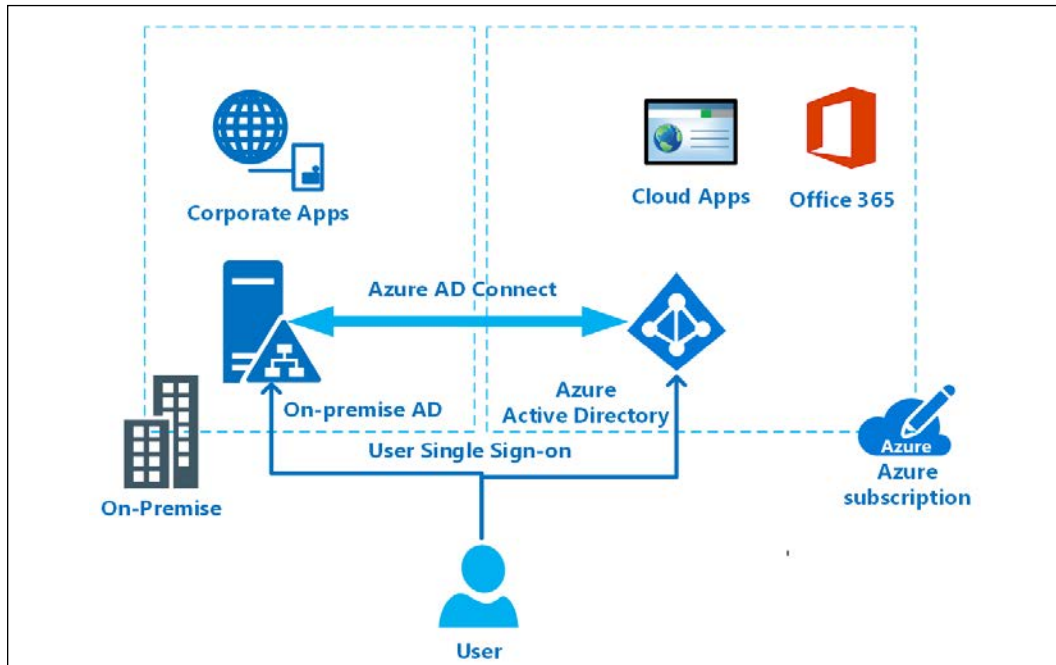 Corporate Apps
Cloud Apps
Office 365
Azure AD Connect
On-premise AD
Azure
Active Directory
User Single Sign-on
On-Premise
Azure
Azure
subscription
User